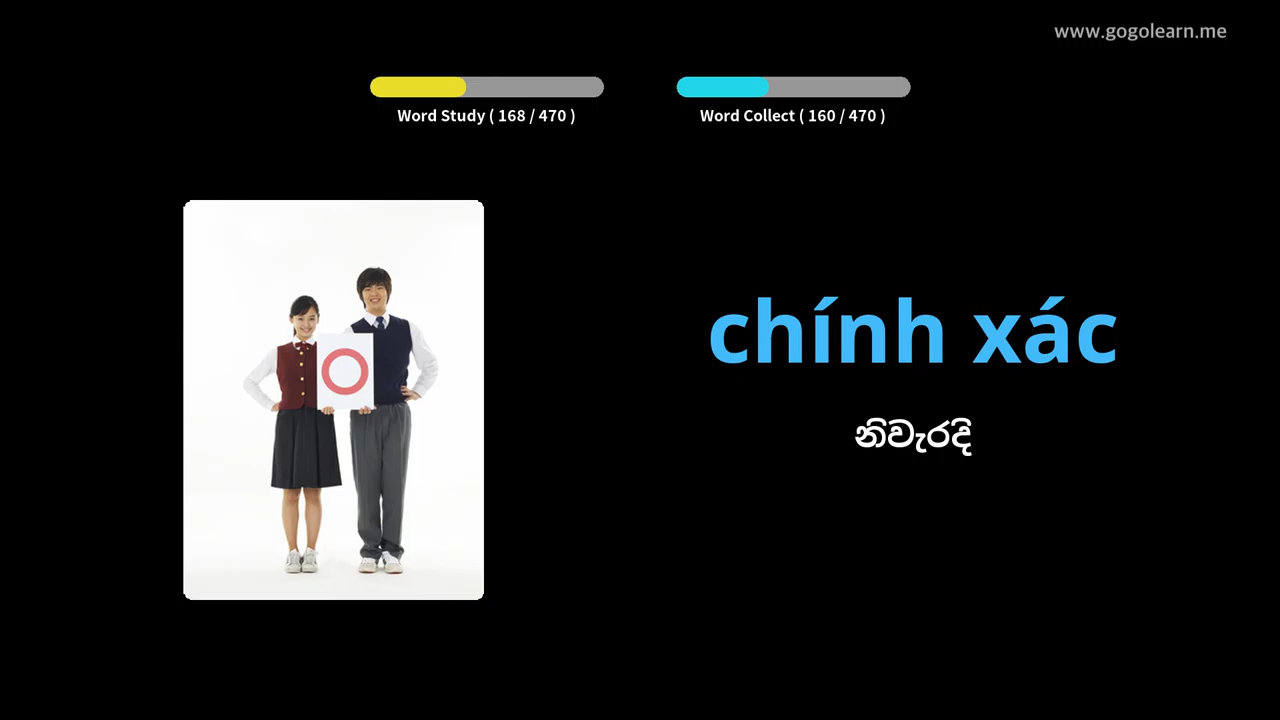 www.gogolearn.me
Word Study ( 168 / 470 )
Word Collect ( 160 / 470 )
chính xác
නිවැරදි